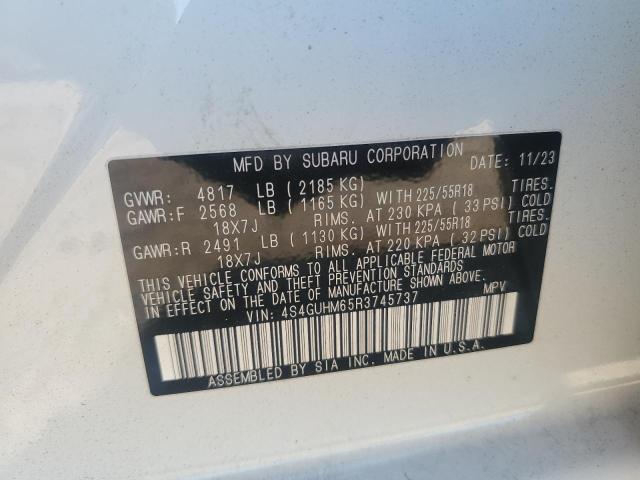 MFD BY SUBARU CORPORATION DATE: 11/23
GVWR: 4817 LB ( 2185 KG)
GAWR:F 2568 LB ( 1165 KG) WITH 225/55R18 TIRES.
18X7J RIMS. AT 230 KPA ( 33 PSI) COLD
GAWR:R 2491 LB ( 1130 KG) WITH 225/55R18 TIRES.
18X7J RIMS. AT 220 KPA ( 32 PSI) COLD
THIS VEHICLE CONFORMS TO ALL APPLICABLE FEDERAL MOTOR
VEHICLE SAFETY AND THEFT PREVENTION STANDARDS
IN EFFECT ON THE DATE OF MANUFACTURE SHOWN ABOVE.
VIN: 4S4GUHM65R3745737 MPV
ASSEMBLED BY SIA INC. MADE IN U.S.A.